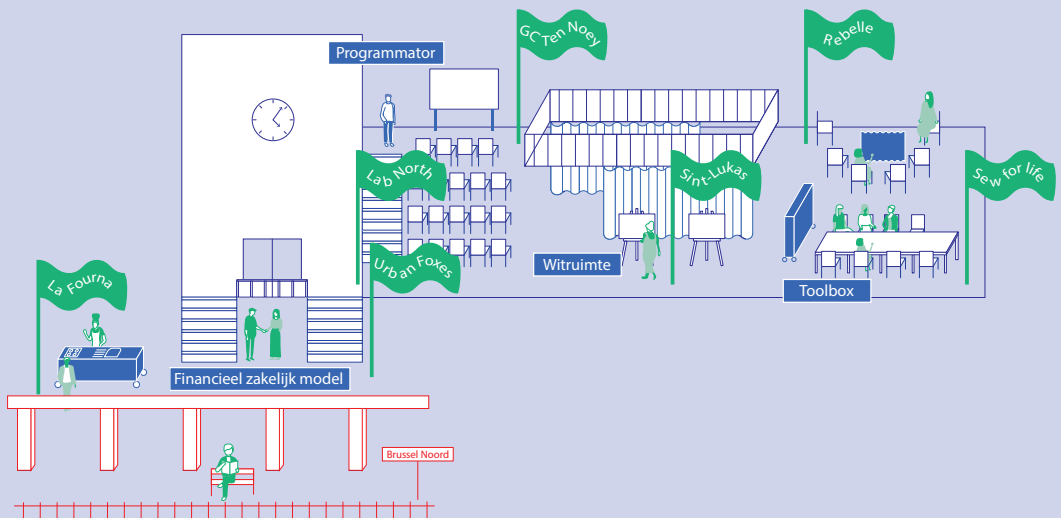 GC Ten Noey
Rebelle
Programmator
Lab North
Sint-Lukas
Sew for life
Urban Foxes
Witruimte
La Fourna
Toolbox
Financieel zakelijk model
Brussel Noord